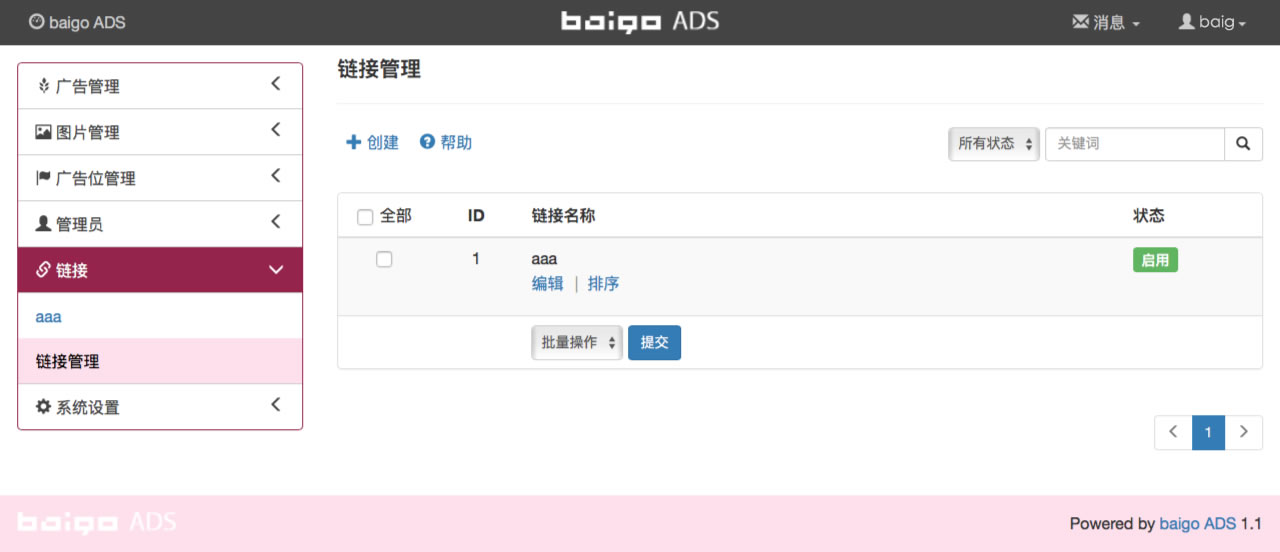 baigo ADS
baigo ADS
消息
baig
广告管理
图片管理
广告位管理
管理员
链接
aaa
链接管理
系统设置
链接管理
创建 帮助
所有状态 关键词
全部 ID 链接名称 状态
1 aaa 启用
编辑 | 排序
批量操作 提交
1
baigo ADS
Powered by baigo ADS 1.1